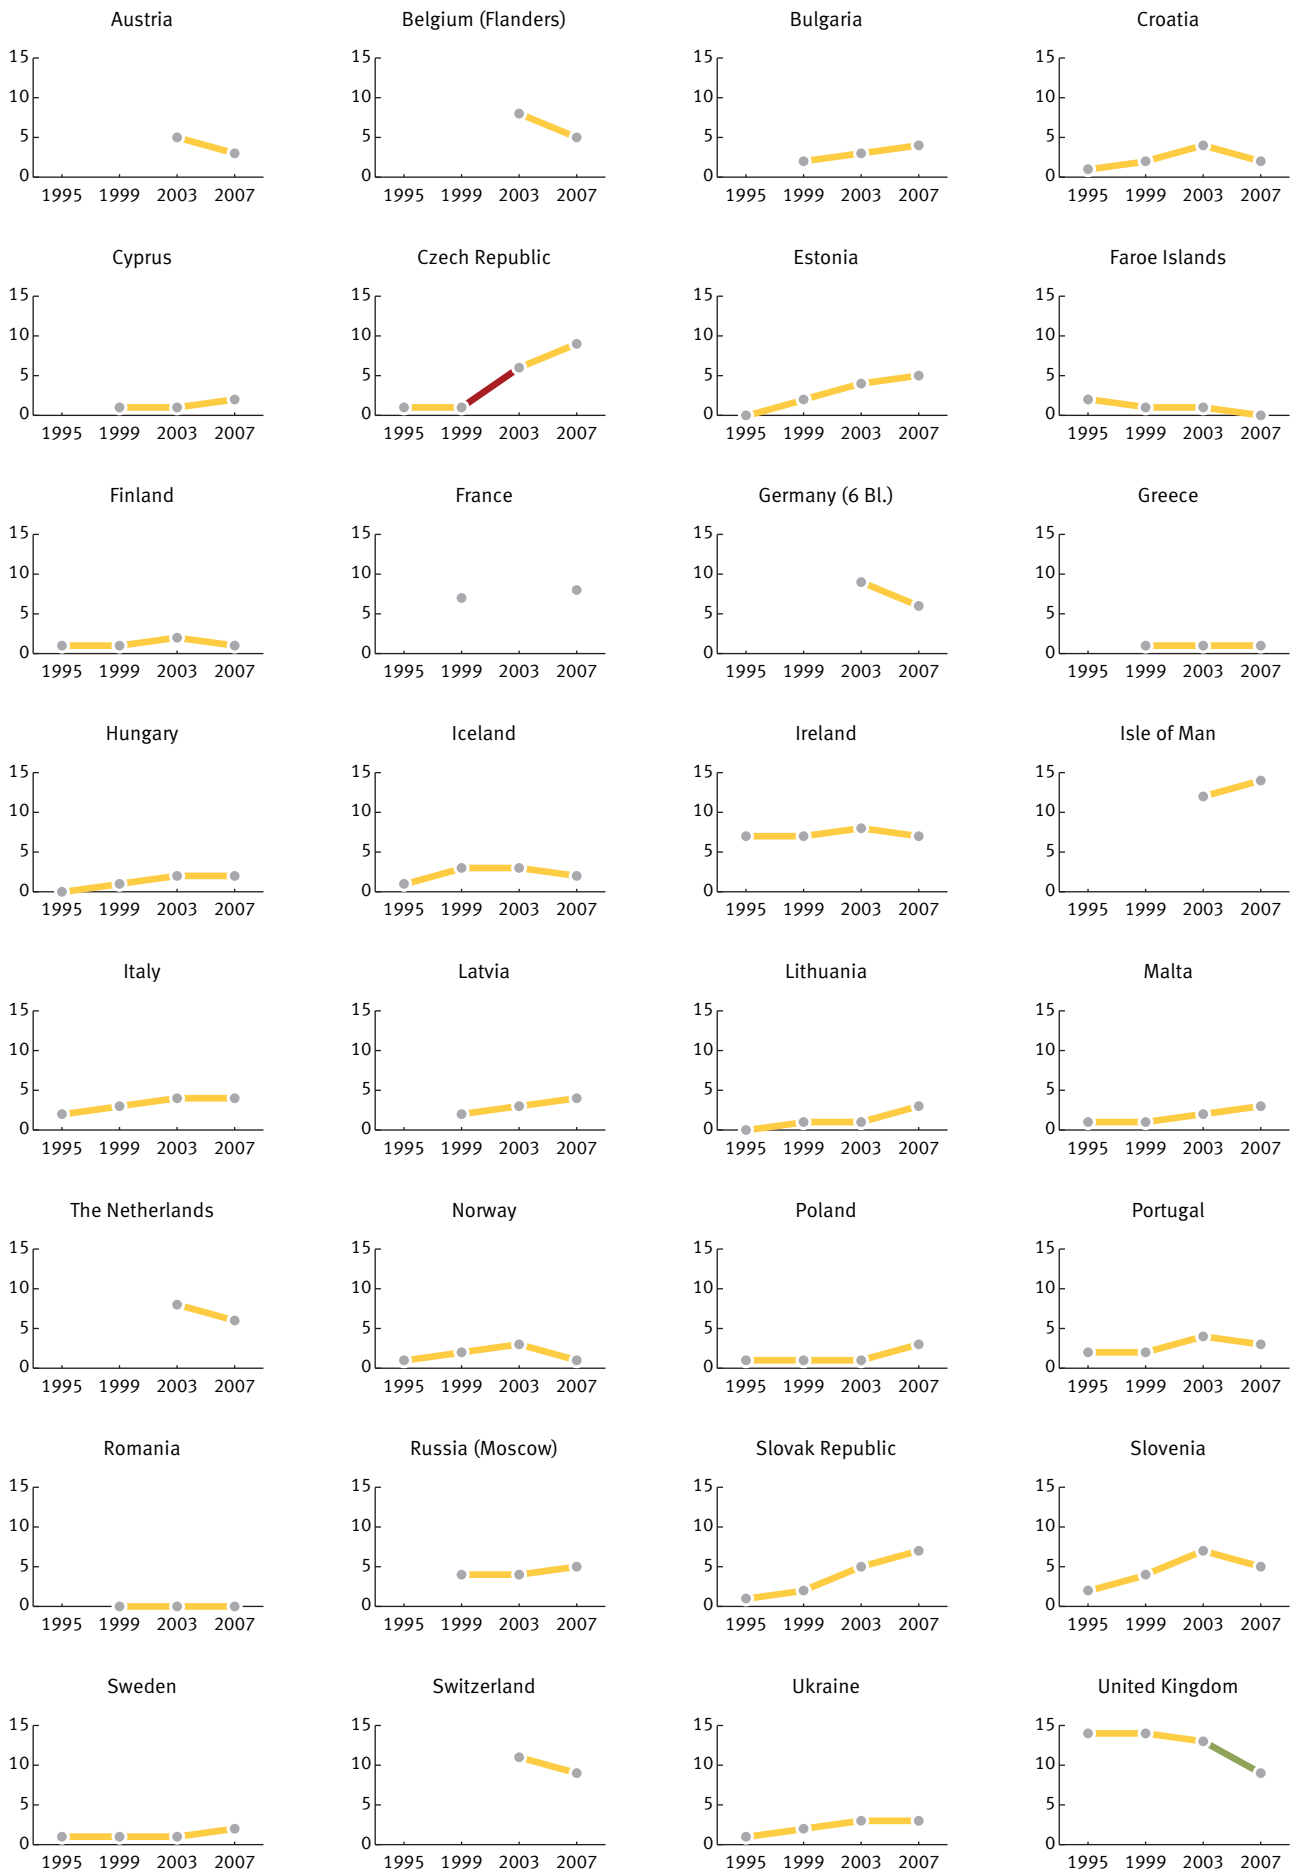 Austria Belgium (Flanders) Bulgaria Croatia
15 15 15 15
10 10 10 10
5 5 5 5
0 0 0 0
1995 1999 2003 2007 1995 1999 2003 2007 1995 1999 2003 2007 1995 1999 2003 2007
Cyprus Czech Republic Estonia Faroe Islands
15 15 15 15
10 10 10 10
5 5 5 5
0 0 0 0
1995 1999 2003 2007 1995 1999 2003 2007 1995 1999 2003 2007 1995 1999 2003 2007
Finland France Germany (6 Bl.) Greece
15 15 15 15
10 10 10 10
5 5 5 5
0 0 0 0
1995 1999 2003 2007 1995 1999 2003 2007 1995 1999 2003 2007 1995 1999 2003 2007
Hungary Iceland Ireland Isle of Man
15 15 15 15
10 10 10 10
5 5 5 5
0 0 0 0
1995 1999 2003 2007 1995 1999 2003 2007 1995 1999 2003 2007 1995 1999 2003 2007
Italy Latvia Lithuania Malta
15 15 15 15
10 10 10 10
5 5 5 5
0 0 0 0
1995 1999 2003 2007 1995 1999 2003 2007 1995 1999 2003 2007 1995 1999 2003 2007
The Netherlands Norway Poland Portugal
15 15 15 15
10 10 10 10
5 5 5 5
0 0 0 0
1995 1999 2003 2007 1995 1999 2003 2007 1995 1999 2003 2007 1995 1999 2003 2007
Romania Russia (Moscow) Slovak Republic Slovenia
15 15 15 15
10 10 10 10
5 5 5 5
0 0 0 0
1995 1999 2003 2007 1995 1999 2003 2007 1995 1999 2003 2007 1995 1999 2003 2007
Sweden Switzerland Ukraine United Kingdom
15 15 15 15
10 10 10 10
5 5 5 5
0 0 0 0
1995 1999 2003 2007 1995 1999 2003 2007 1995 1999 2003 2007 1995 1999 2003 2007